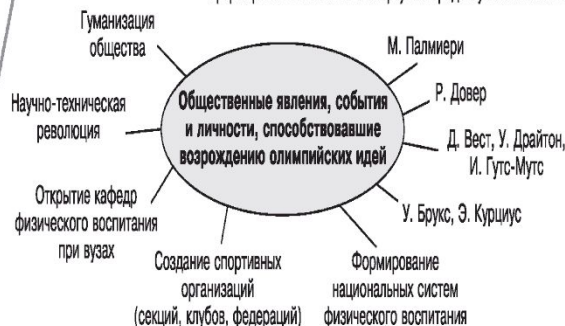 Гуманизация
общества
Научно-техническая
революция
Открытие кафедр
физического воспитания
при вузах
Создание спортивных
организаций
(секций, клубов, федераций)
Общественные явления, события
и личности, способствовавшие
возрождению олимпийских идей
М. Палмиери
Р. Довер
Д. Вест, У. Драйтон,
И. Гутс-Мутс
У. Брукс, Э. Курциус
Формирование
национальных систем
физического воспитания